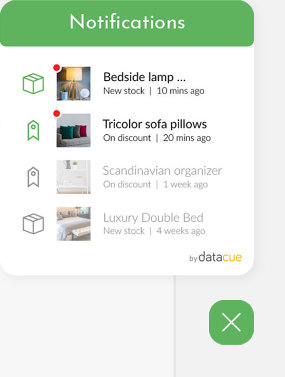 Notifications
Bedside lamp ...
New stock | 10 mins ago
Tricolor sofa pillows
On discount | 20 mins ago
Scandinavian organizer
On discount | 1 week ago
Luxury Double Bed
New stock | 4 weeks ago
by datacue